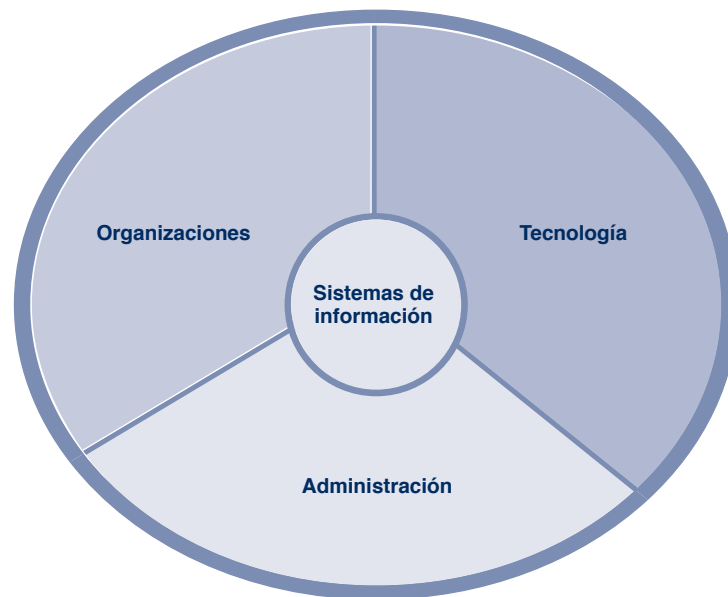 Organizaciones
Tecnología
Sistemas de
información
Administración